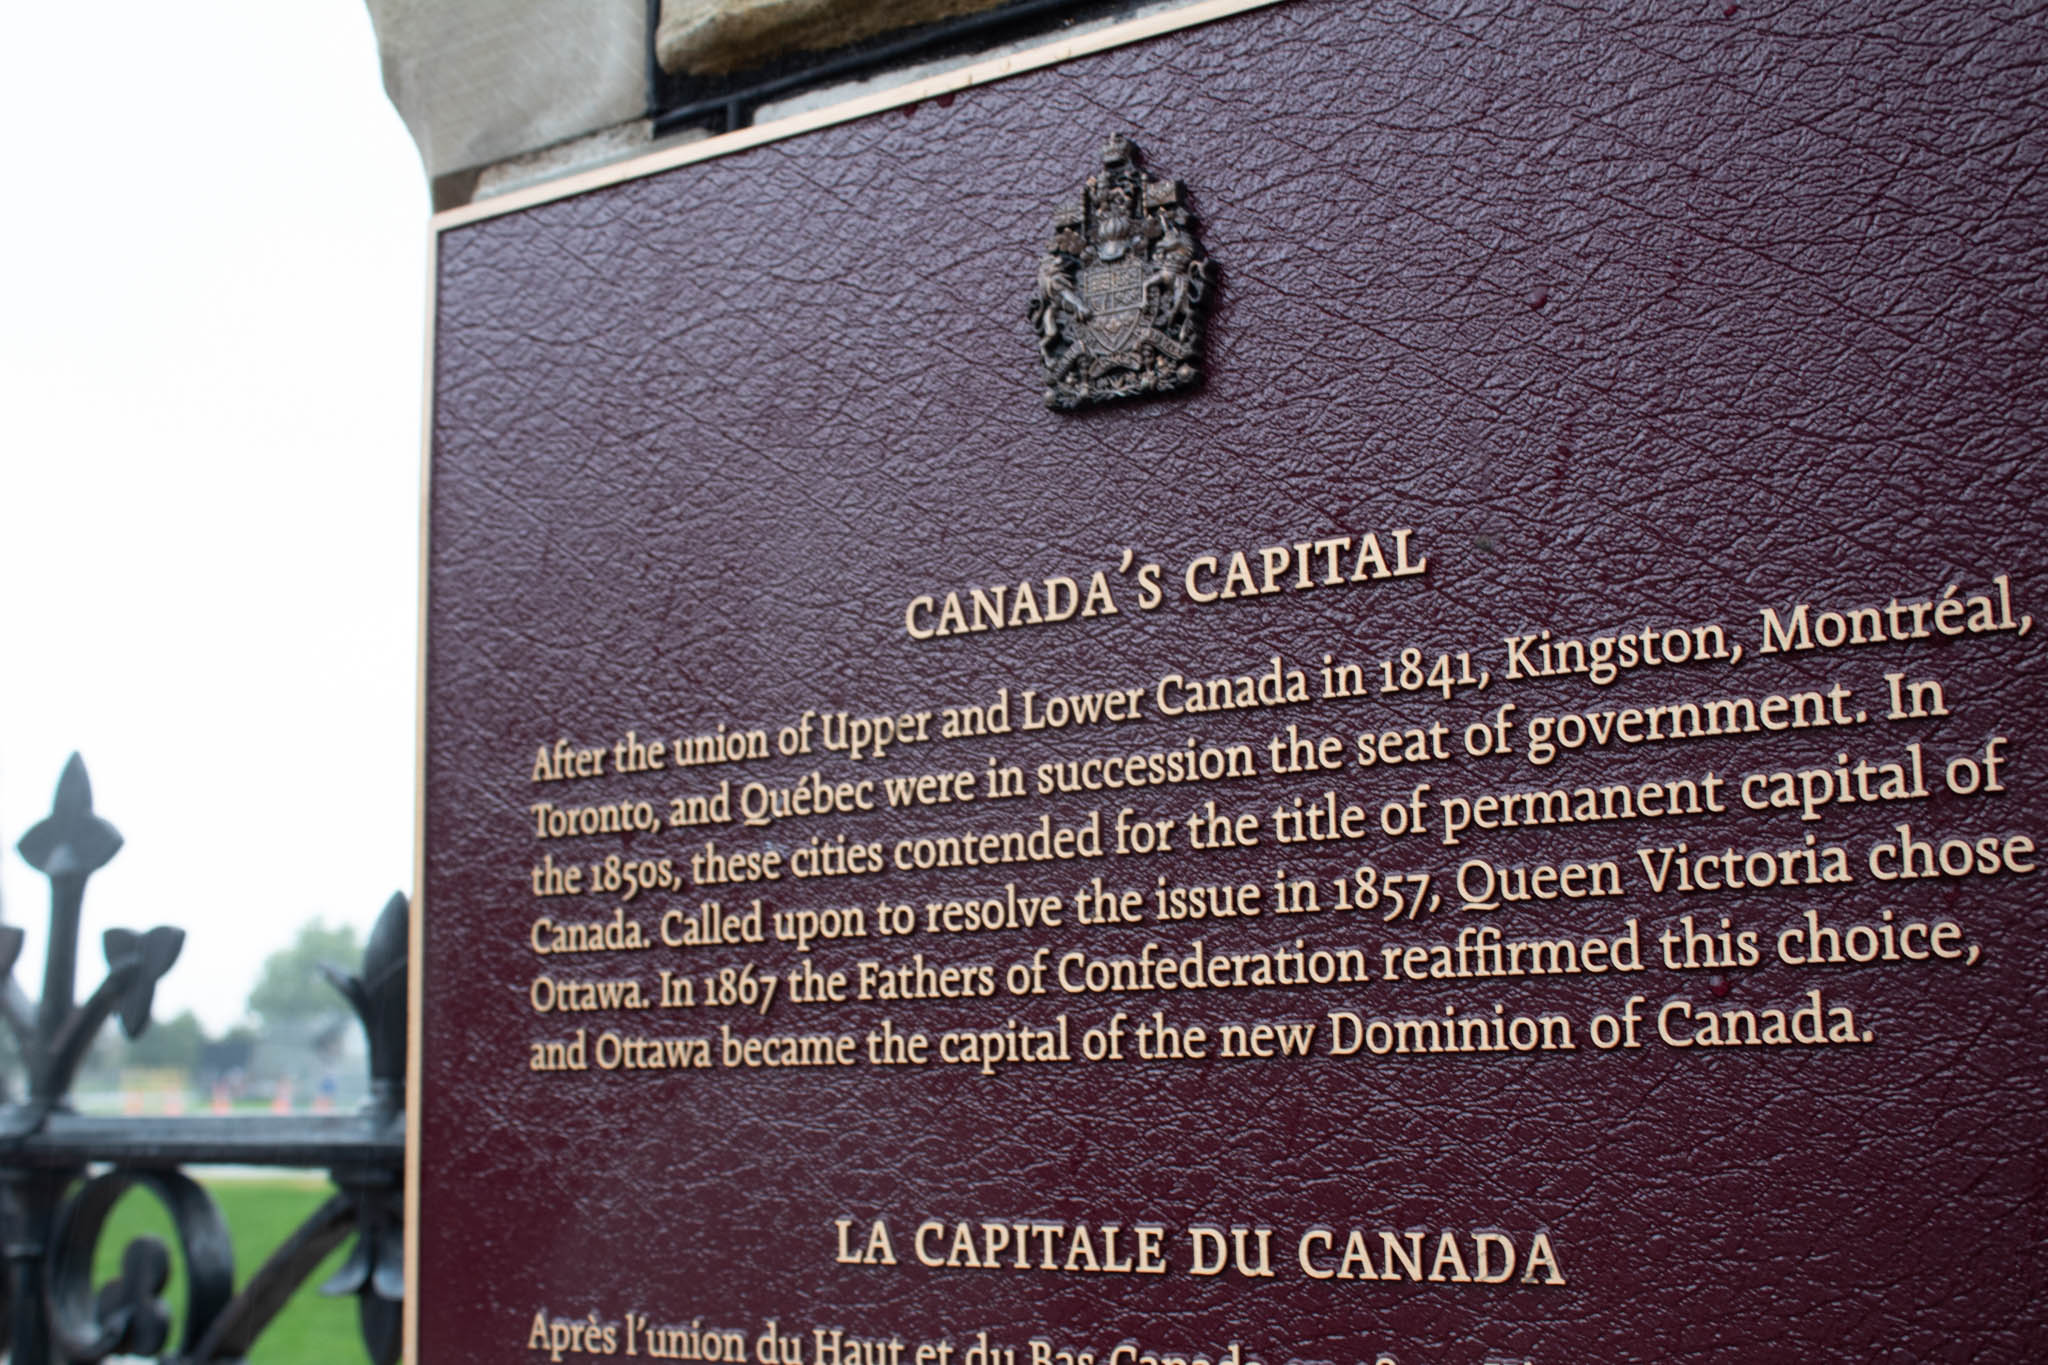 CANADA'S CAPITAL
After the union of Upper and Lower Canada in 1841, Kingston, Montréal,
Toronto, and Québec were in succession the seat of government. In
the 1850s, these cities contended for the title of permanent capital of
Canada. Called upon to resolve the issue in 1857, Queen Victoria chose
Ottawa. In 1867 the Fathers of Confederation reaffirmed this choice,
and Ottawa became the capital of the new Dominion of Canada.
LA CAPITALE DU CANADA
Après l'union du Haut et du Bas Canada